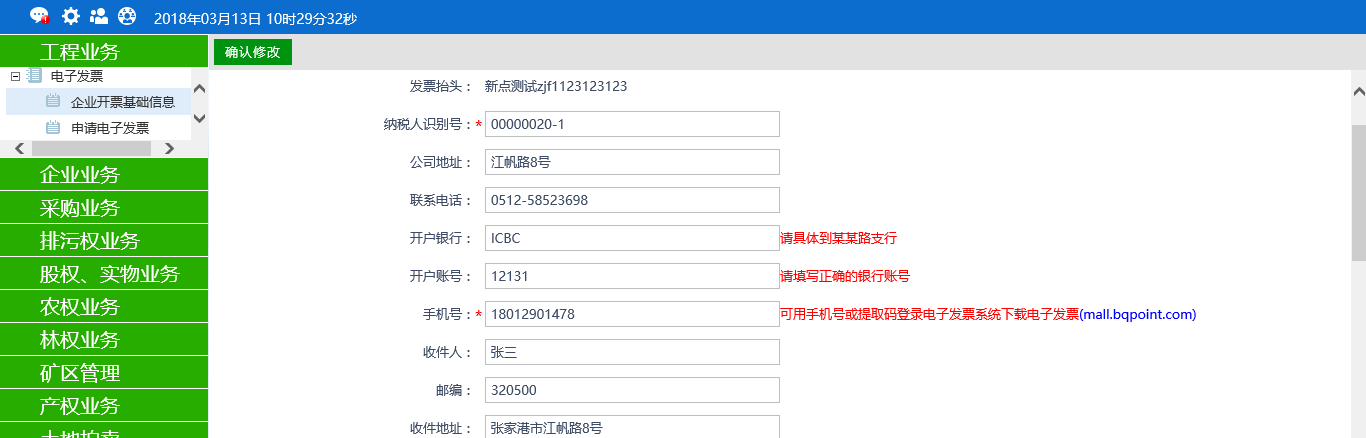 2018年03月13日 10时29分32秒
工程业务
电子发票
企业开票基础信息
申请电子发票
企业业务
采购业务
排污权业务
股权、实物业务
农权业务
林权业务
矿区管理
产权业务
土地拍卖
确认修改
发票抬头： 新点测试zjf1123123123
纳税人识别号：* 00000020-1
公司地址： 江帆路8号
联系电话： 0512-58523698
开户银行： ICBC 请具体到某某路支行
开户账号： 12131 请填写正确的银行账号
手机号：* 18012901478 可用手机号或提取码登录电子发票系统下载电子发票(mall.bqpoint.com)
收件人： 张三
邮编： 320500
收件地址： 张家港市江帆路8号